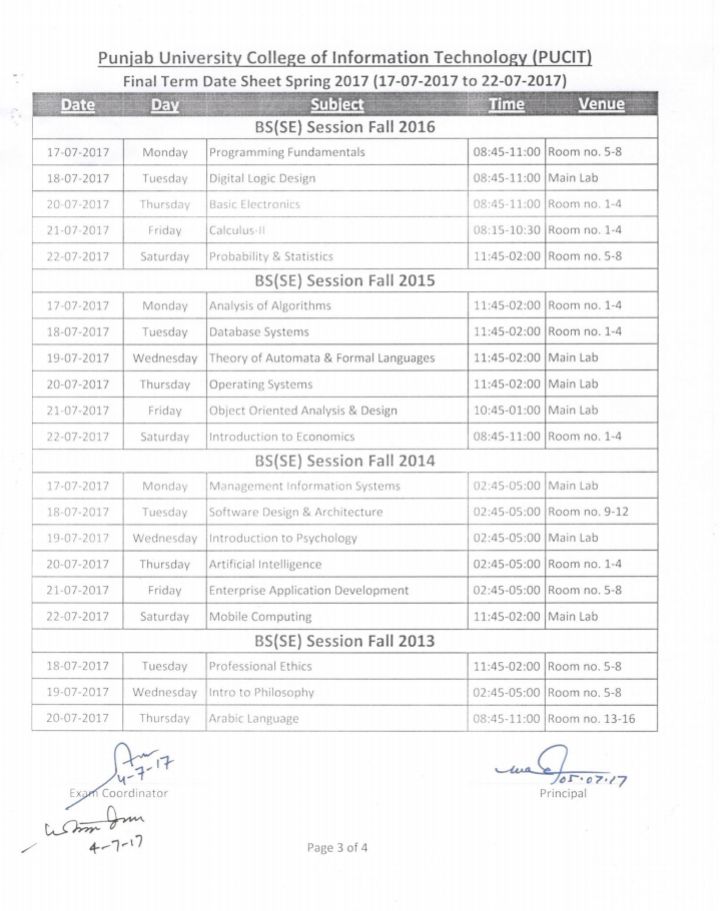 Punjab University College of Information Technology (PUCIT)
Final Term Date Sheet Spring 2017 (17-07-2017 to 22-07-2017)
Date Day Subject Time Venue
BS(SE) Session Fall 2016
17-07-2017 Monday Programming Fundamentals 08:45-11:00 Room no. 5-8
18-07-2017 Tuesday Digital Logic Design 08:45-11:00 Main Lab
20-07-2017 Thursday Basic Electronics 08:45-11:00 Room no. 1-4
21-07-2017 Friday Calculus-II 08:15-10:30 Room no. 1-4
22-07-2017 Saturday Probability & Statistics 11:45-02:00 Room no. 5-8
BS(SE) Session Fall 2015
17-07-2017 Monday Analysis of Algorithms 11:45-02:00 Room no. 1-4
18-07-2017 Tuesday Database Systems 11:45-02:00 Room no. 1-4
19-07-2017 Wednesday Theory of Automata & Formal Languages 11:45-02:00 Main Lab
20-07-2017 Thursday Operating Systems 11:45-02:00 Main Lab
21-07-2017 Friday Object Oriented Analysis & Design 10:45-01:00 Main Lab
22-07-2017 Saturday Introduction to Economics 08:45-11:00 Room no. 1-4
BS(SE) Session Fall 2014
17-07-2017 Monday Management Information Systems 02:45-05:00 Main Lab
18-07-2017 Tuesday Software Design & Architecture 02:45-05:00 Room no. 9-12
19-07-2017 Wednesday Introduction to Psychology 02:45-05:00 Main Lab
20-07-2017 Thursday Artificial Intelligence 02:45-05:00 Room no. 1-4
21-07-2017 Friday Enterprise Application Development 02:45-05:00 Room no. 5-8
22-07-2017 Saturday Mobile Computing 11:45-02:00 Main Lab
BS(SE) Session Fall 2013
18-07-2017 Tuesday Professional Ethics 11:45-02:00 Room no. 5-8
19-07-2017 Wednesday Intro to Philosophy 02:45-05:00 Room no. 5-8
20-07-2017 Thursday Arabic Language 08:45-11:00 Room no. 13-16
4-7-17 05.07.17
Exam Coordinator Principal
4-7-17
Page 3 of 4